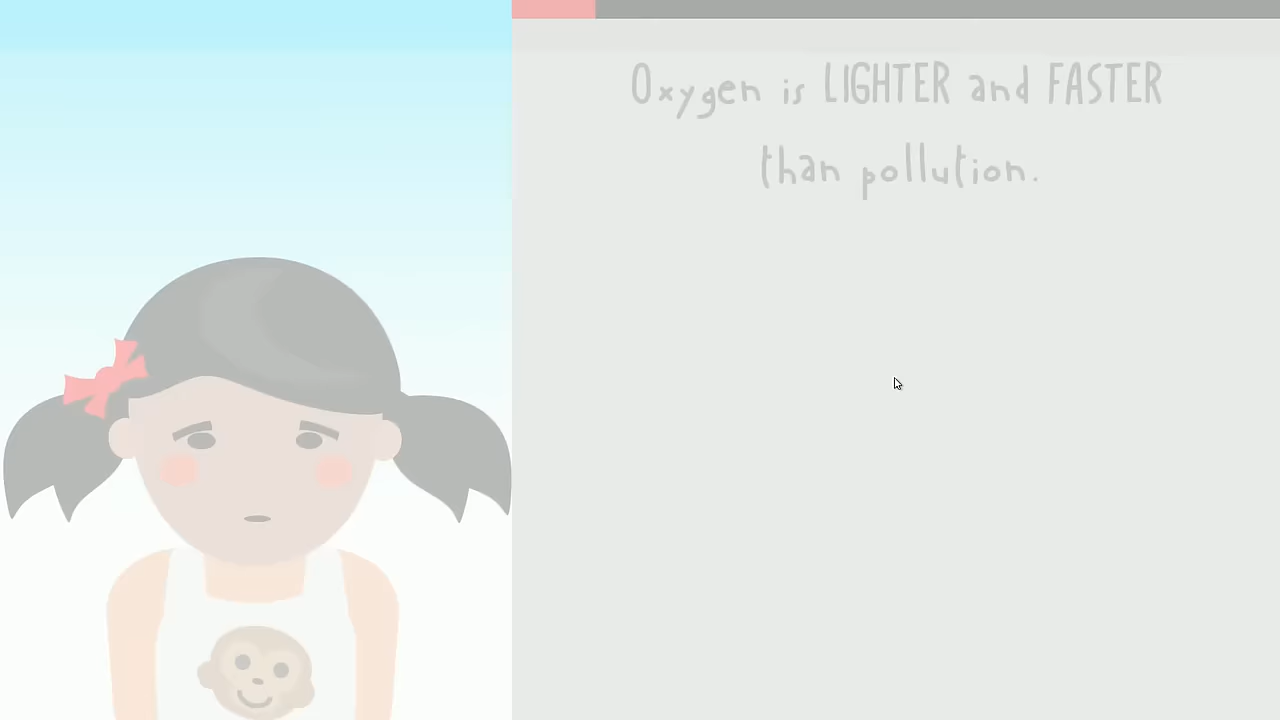 Oxygen is LIGHTER and FASTER
than pollution.